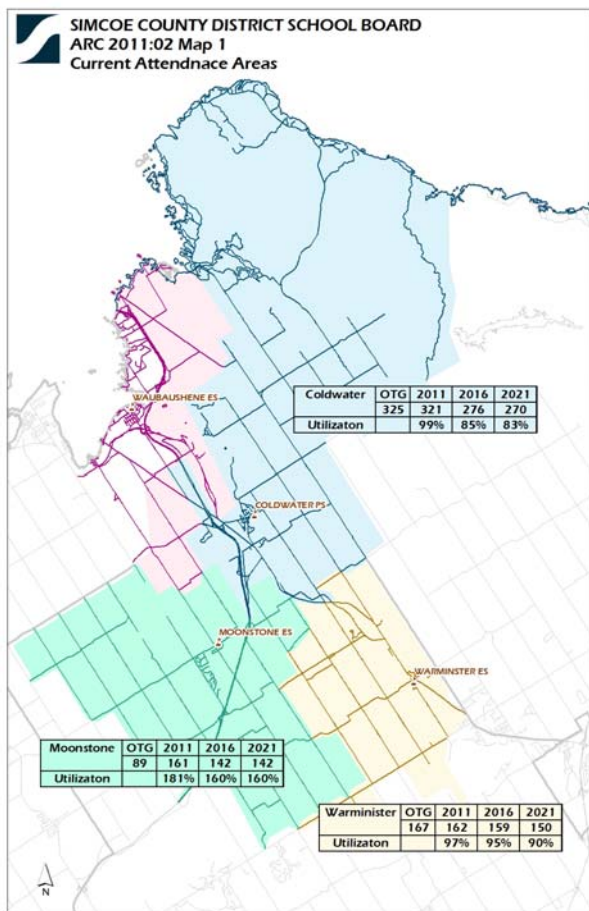 SIMCOE COUNTY DISTRICT SCHOOL BOARD
ARC 2011:02 Map 1
Current Attendnace Areas
WAUBAUSHENE ES
Coldwater OTG 2011 2016 2021
325 321 276 270
Utilizaton 99% 85% 83%
COLDWATER PS
MOONSTONE ES
WARMINSTER ES
Moonstone OTG 2011 2016 2021
89 161 142 142
Utilizaton 181% 160% 160%
Warminister OTG 2011 2016 2021
167 162 159 150
Utilizaton 97% 95% 90%
N